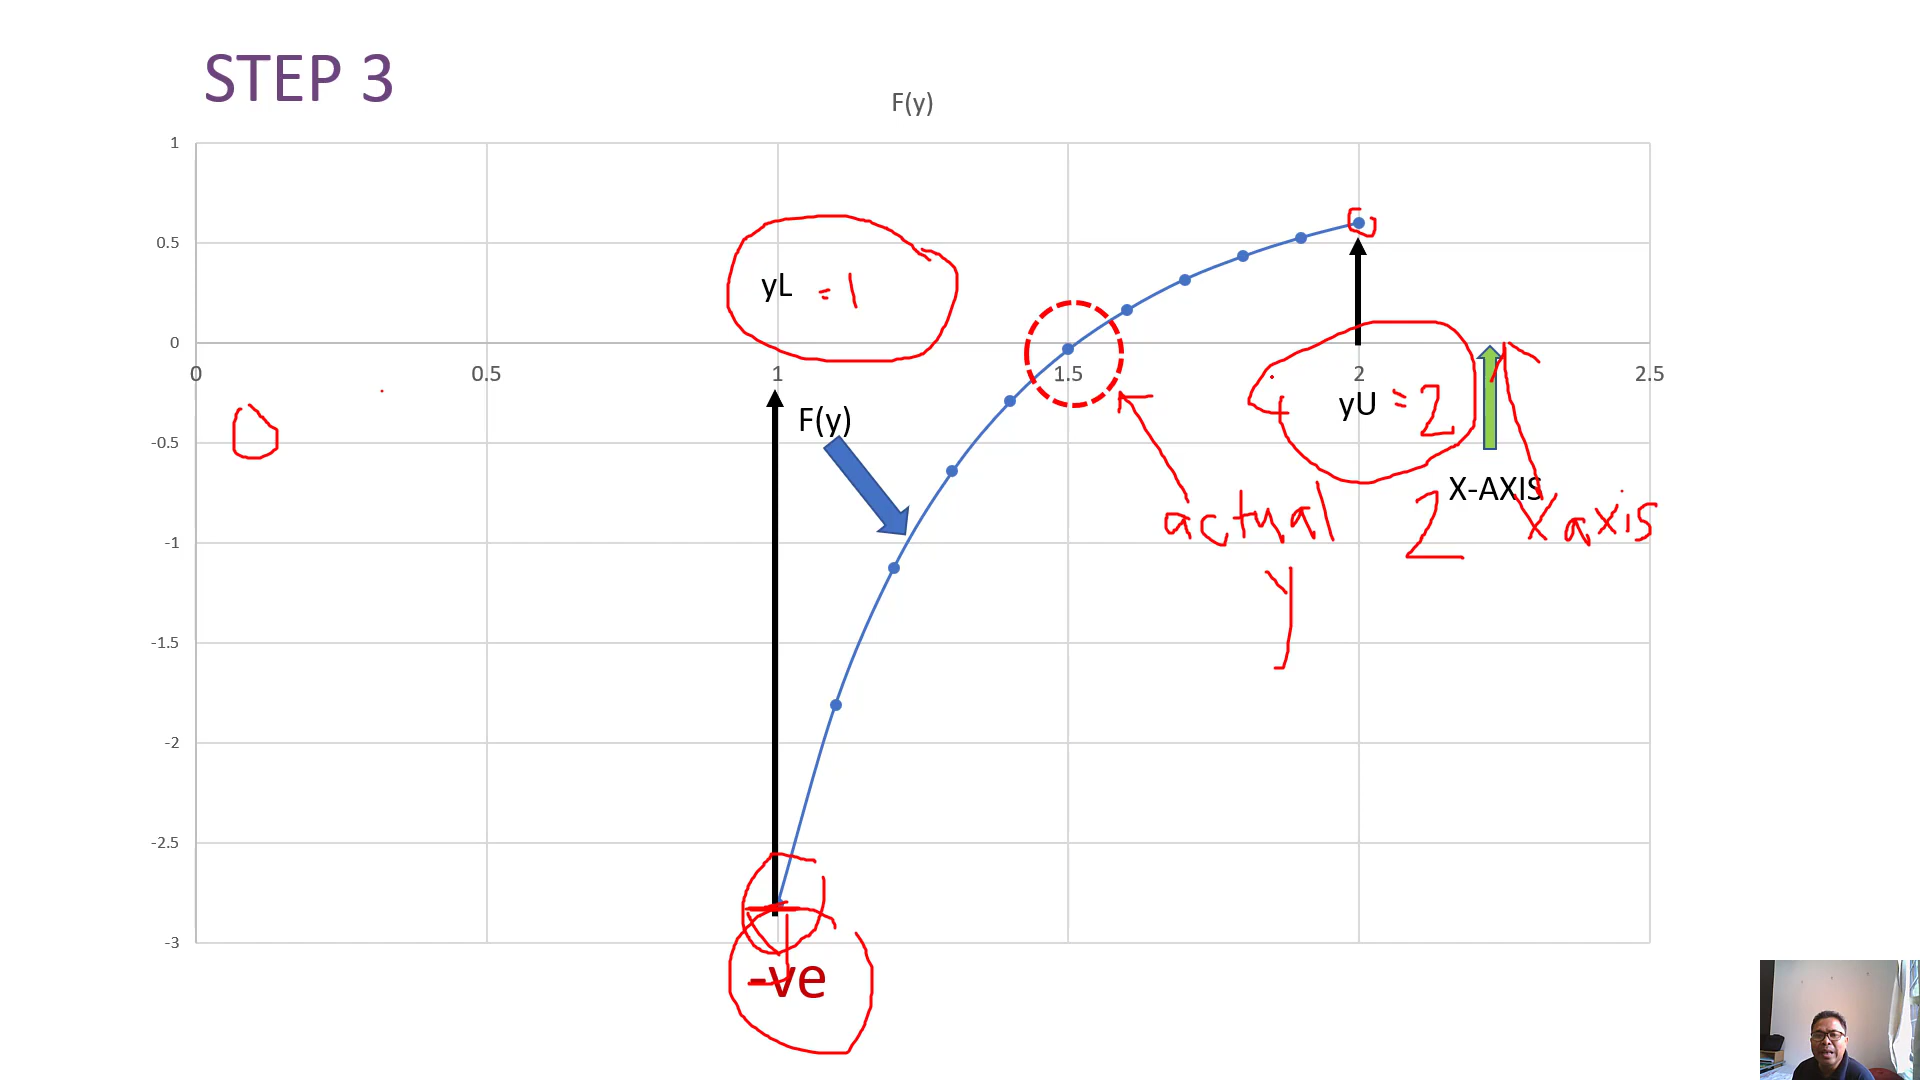 STEP 3
F(y)
1
0.5
0
-0.5
-1
-1.5
-2
-2.5
-3
0 0.5 1 1.5 2 2.5
yL = 1
F(y)
yU = 2
X-AXIS
actual
y
2
x axis
-ve